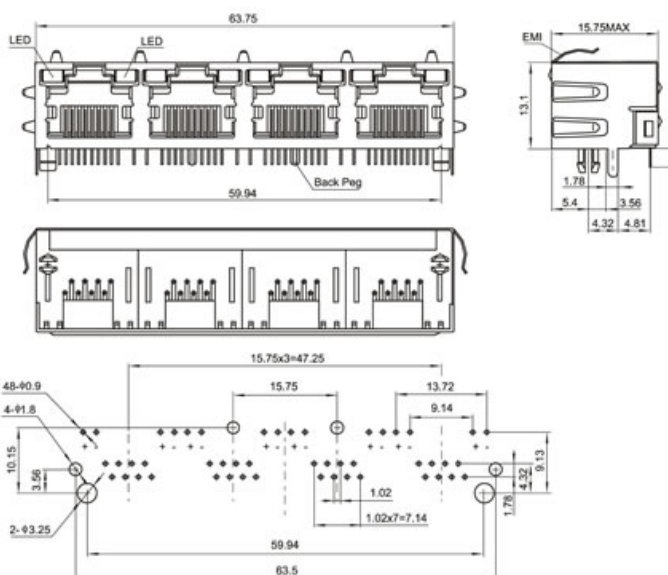 63.75
LED
LED
Back Peg
59.94
15.75MAX
EMI
13.1
1.78
5.4
3.56
4.32
4.81
15.75x3=47.25
48-φ0.9
15.75
13.72
4-φ1.8
9.14
10.15
3.56
9.13
4.32
1.78
1.02
2-φ3.25
1.02x7=7.14
59.94
63.5